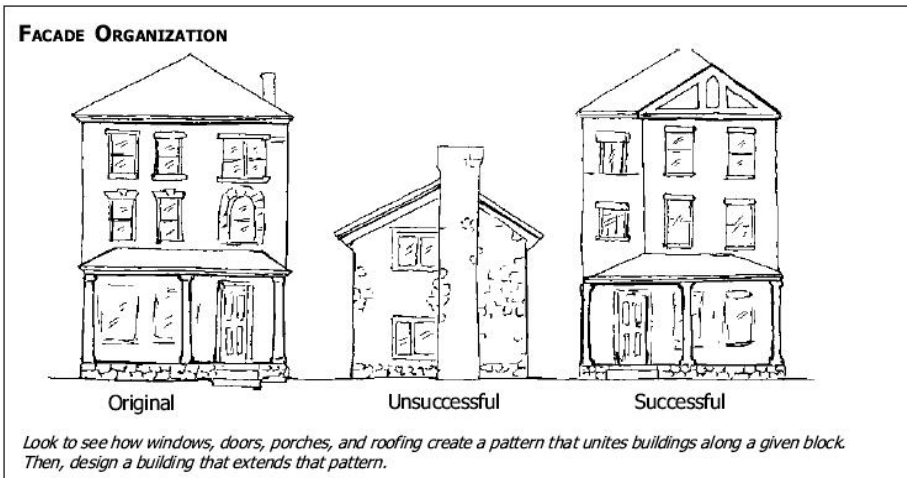 FACADE ORGANIZATION
Original
Unsuccessful
Successful
Look to see how windows, doors, porches, and roofing create a pattern that unites buildings along a given block.
Then, design a building that extends that pattern.